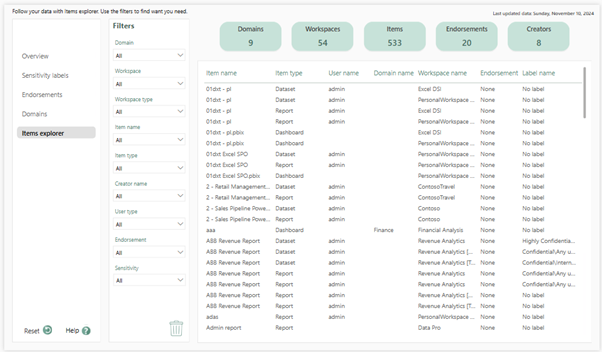 Follow your data with Items explorer. Use the filters to find want you need.
Last updated data: Sunday, November 10, 2024
Overview
Sensitivity labels
Endorsements
Domains
Items explorer
Reset
Help ?
Filters
Domain
All
Workspace
All
Workspace type
All
Item name
All
Item type
All
Creator name
All
User type
All
Endorsement
All
Sensitivity
All
Domains
9
Workspaces
54
Items
533
Endorsements
20
Creators
8
Item name Item type User name Domain name Workspace name Endorsement Label name
01dxt - pl Dataset admin Excel DSI None No label
01dxt - pl Dataset admin PersonalWorkspace ... None No label
01dxt - pl Report admin Excel DSI None No label
01dxt - pl Report admin PersonalWorkspace ... None No label
01dxt - pl.pbix Dashboard Excel DSI None No label
01dxt - pl.pbix Dashboard PersonalWorkspace ... None No label
01dxt Excel SPO Dataset admin PersonalWorkspace ... None No label
01dxt Excel SPO Report admin PersonalWorkspace ... None No label
01dxt Excel SPO.pbix Dashboard PersonalWorkspace ... None No label
2 - Retail Management... Dataset admin ContosoTravel None No label
2 - Retail Management... Report admin ContosoTravel None No label
2 - Sales Pipeline Powe... Dataset admin Contoso None No label
2 - Sales Pipeline Powe... Report admin Contoso None No label
aaa Dashboard Finance Financial Analysis None No label
ABB Revenue Report Dataset admin Revenue Analytics None Highly Confidentia...
ABB Revenue Report Dataset admin Revenue Analytics [... None Confidential\Any u...
ABB Revenue Report Dataset admin Revenue Analytics [T... None Confidential\Intern...
ABB Revenue Report Report admin Revenue Analytics None Confidential\Any u...
ABB Revenue Report Report admin Revenue Analytics None Confidential\Any u...
ABB Revenue Report Report admin Revenue Analytics [T... None No label
adas Report admin PersonalWorkspace ... None No label
Admin report Report admin Data Pro None No label